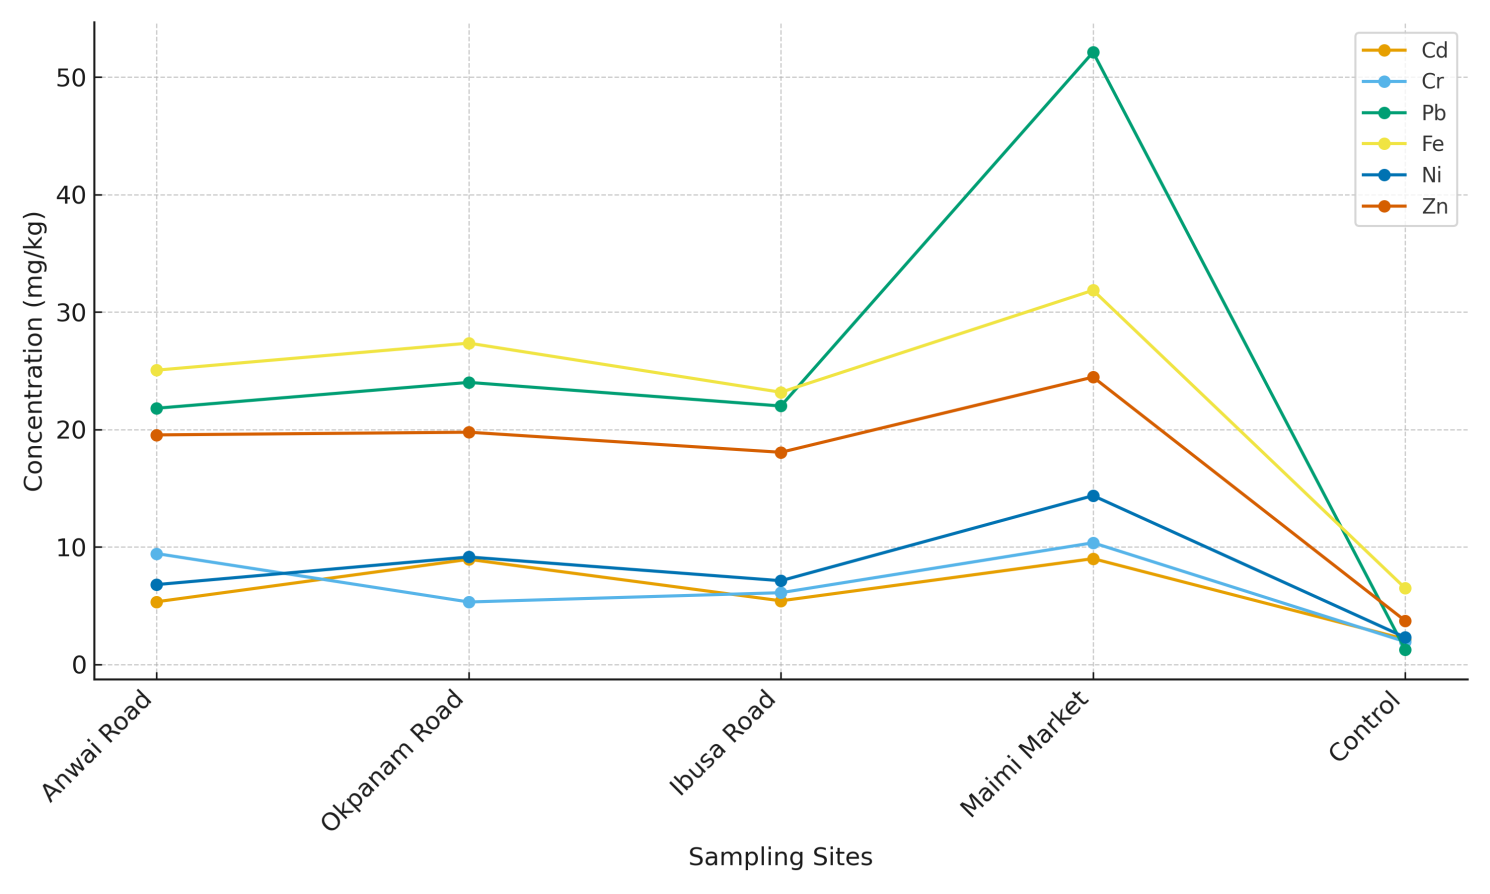 Concentration (mg/kg)
50
40
30
20
10
0
Cd
Cr
Pb
Fe
Ni
Zn
Anwai Road
Okpanam Road
Ibusa Road
Maimi Market
Control
Sampling Sites